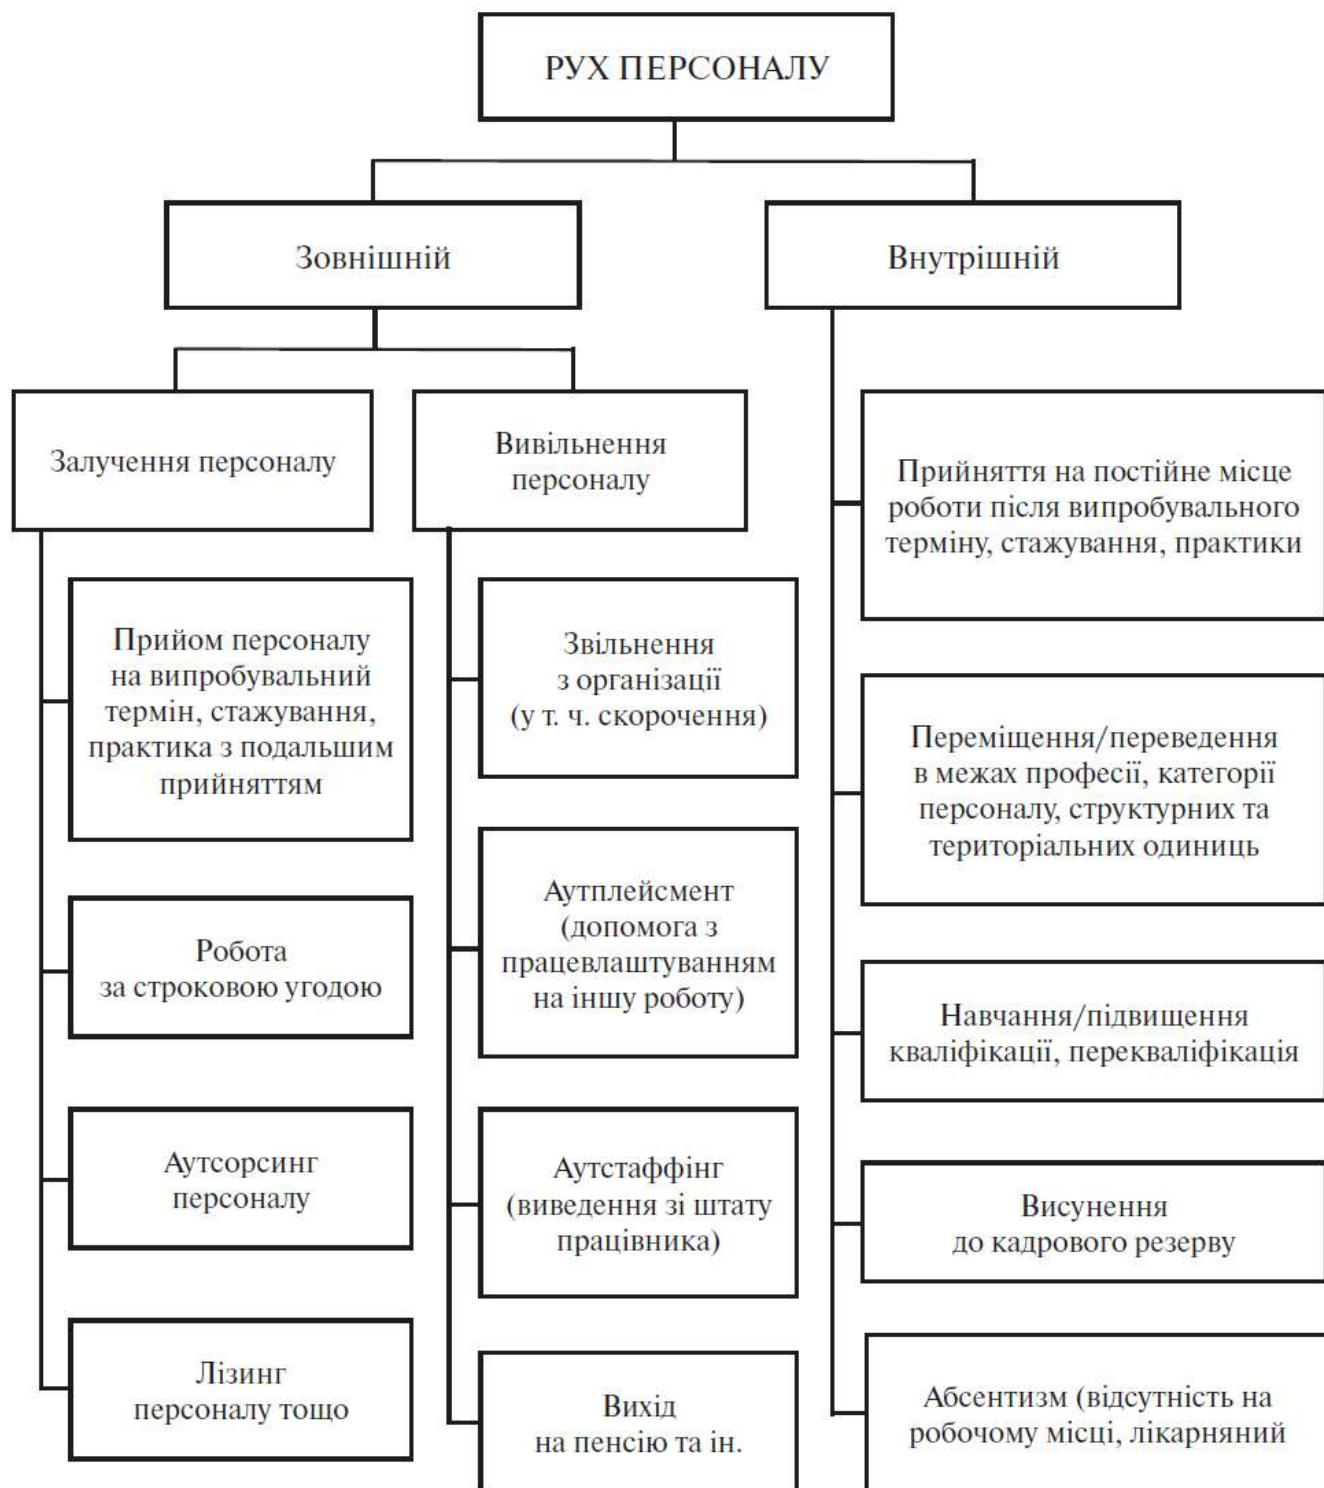 РУХ ПЕРСОНАЛУ
Зовнішній
Внутрішній
Залучення персоналу
Вивільнення
персоналу
Прийом персоналу
на випробувальний
термін, стажування,
практика з подальшим
прийняттям
Робота
за строковою угодою
Аутсорсинг
персоналу
Лізинг
персоналу тощо
Звільнення
з організації
(у т. ч. скорочення)
Аутплейсмент
(допомога з
працевлаштуванням
на іншу роботу)
Аутстаффінг
(виведення зі штату
працівника)
Вихід
на пенсію та ін.
Прийняття на постійне місце
роботи після випробувального
терміну, стажування, практики
Переміщення/переведення
в межах професії, категорії
персоналу, структурних та
територіальних одиниць
Навчання/підвищення
кваліфікації, перекваліфікація
Висунення
до кадрового резерву
Абсентизм (відсутність на
робочому місці, лікарняний